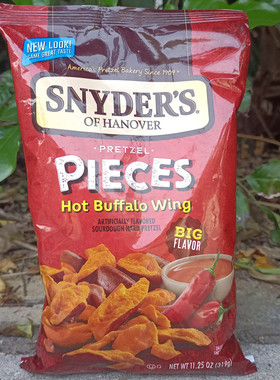 NEW LOOK!
SAME GREAT TASTE
America's Pretzel Bakery Since 1909
SNYDER'S®
OF HANOVER
PRETZEL
PIECES
Hot Buffalo Wing
ARTIFICIALLY FLAVORED
SOURDOUGH HARD PRETZEL
BIG
FLAVOR
NET WT 11.25 OZ (319g)